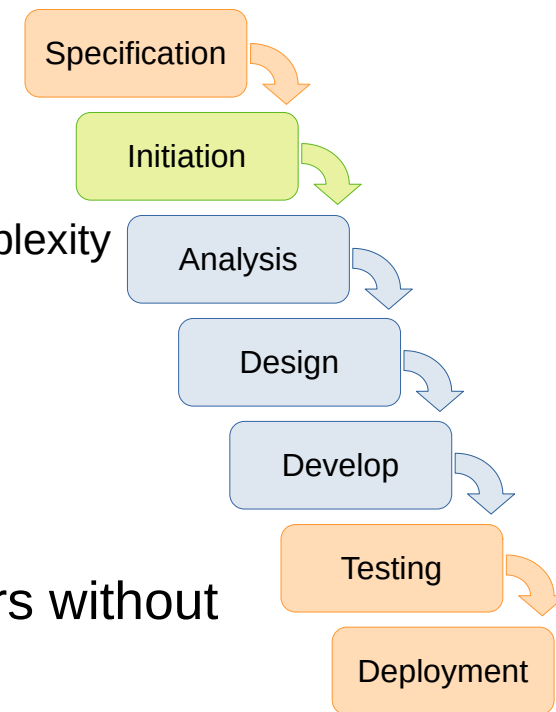 Specification
Initiation
plexity
Analysis
Design
Develop
Testing
rs without
Deployment